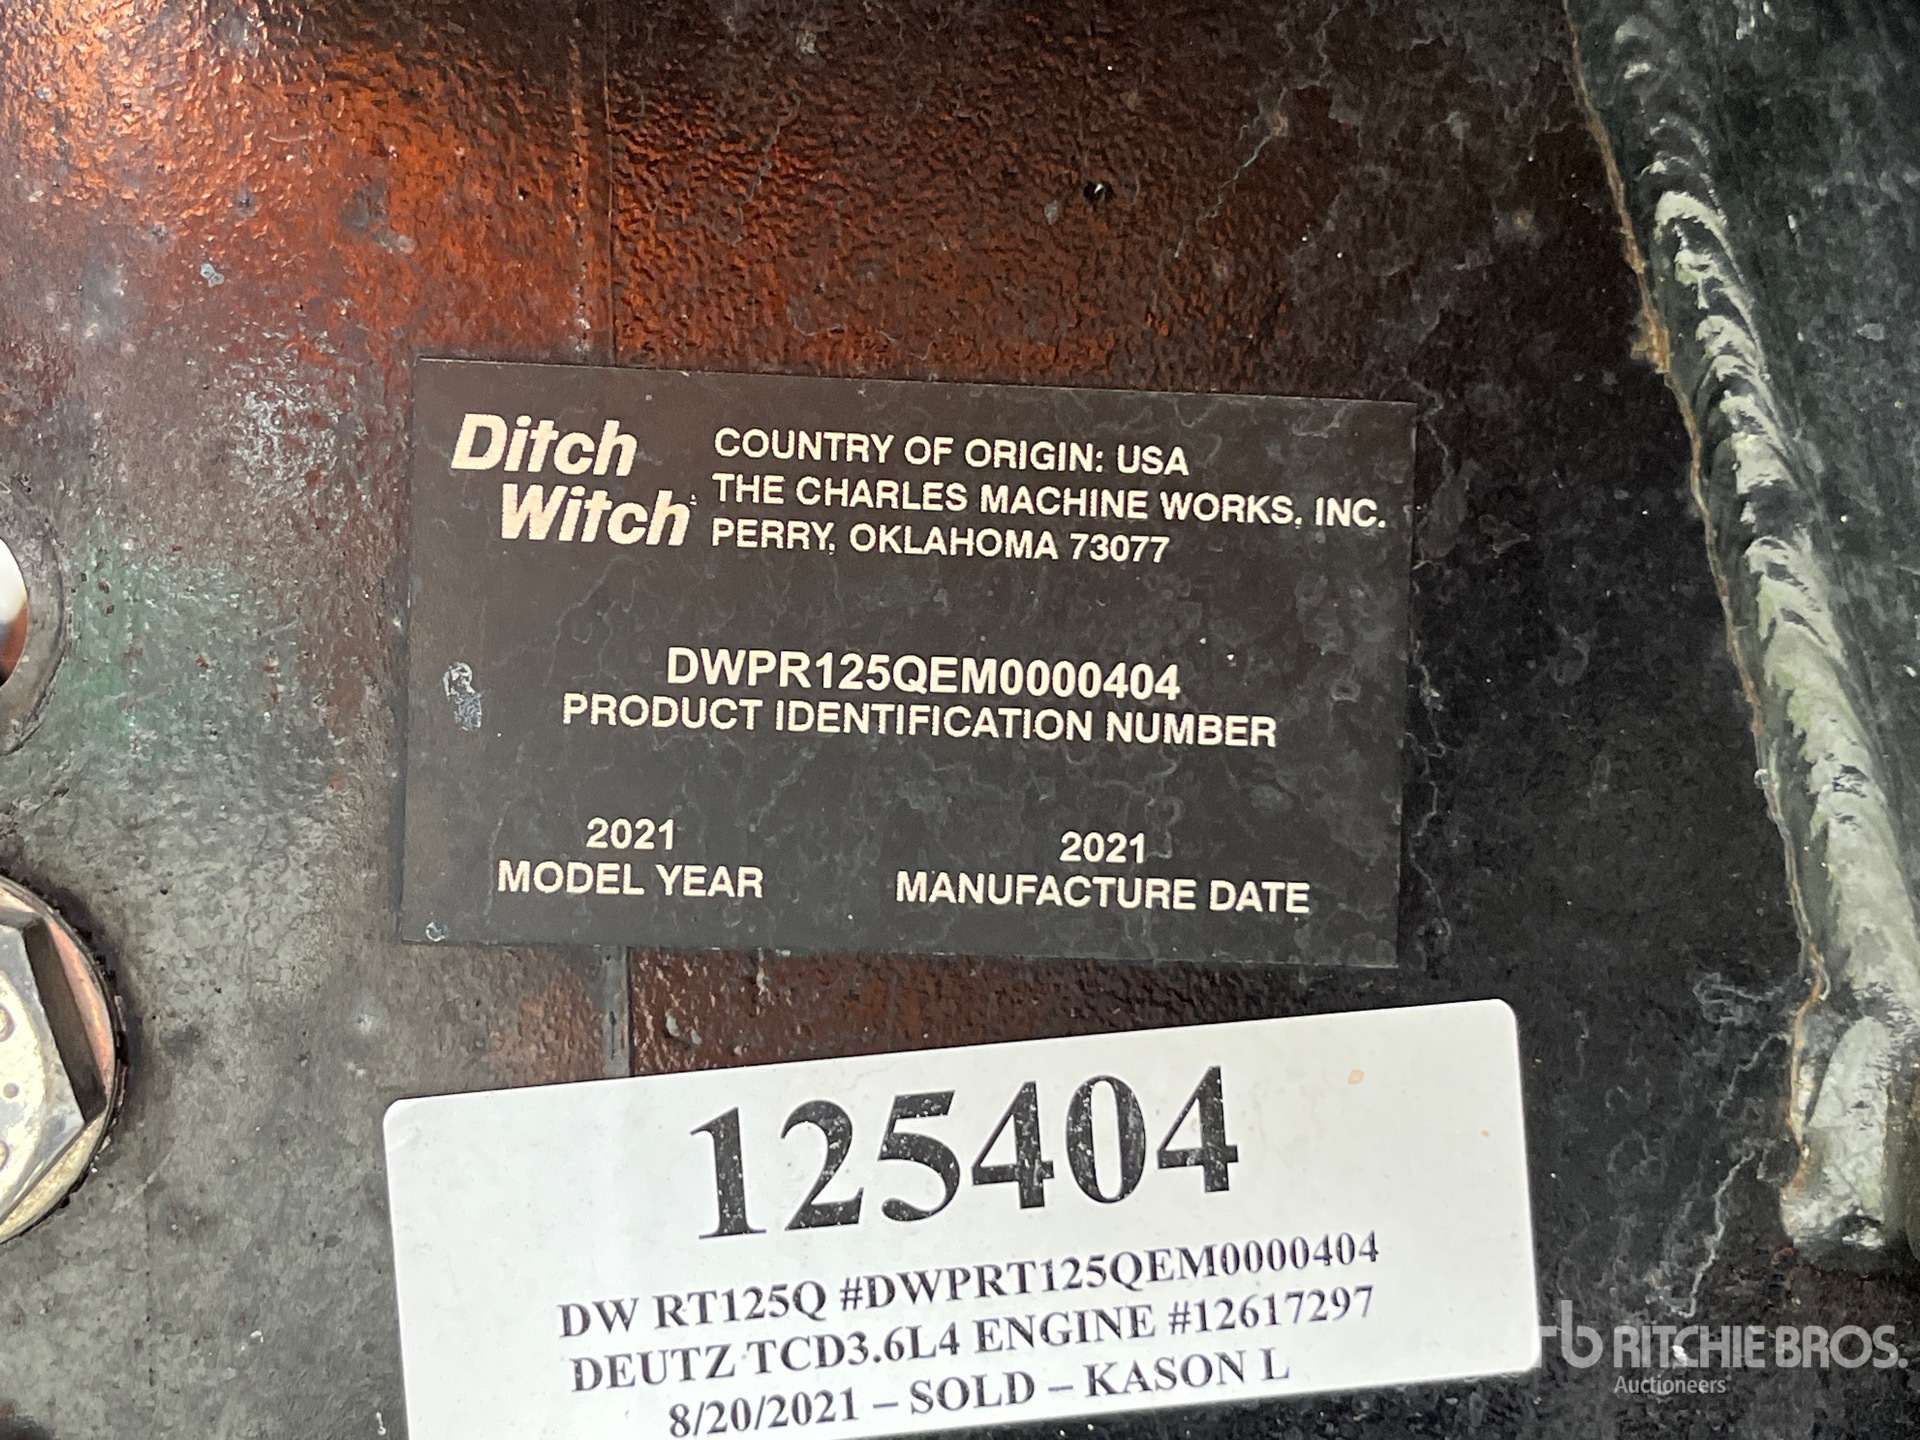 Ditch
Witch
COUNTRY OF ORIGIN: USA
THE CHARLES MACHINE WORKS, INC.
PERRY, OKLAHOMA 73077
DWPR125QEM0000404
PRODUCT IDENTIFICATION NUMBER
2021
MODEL YEAR
2021
MANUFACTURE DATE
125404
DW RT125Q #DWPRT125QEM0000404
DEUTZ TCD3.6L4 ENGINE #12617297
8/20/2021 – SOLD – KASON L
rb RITCHIE BROS.
Auctioneers